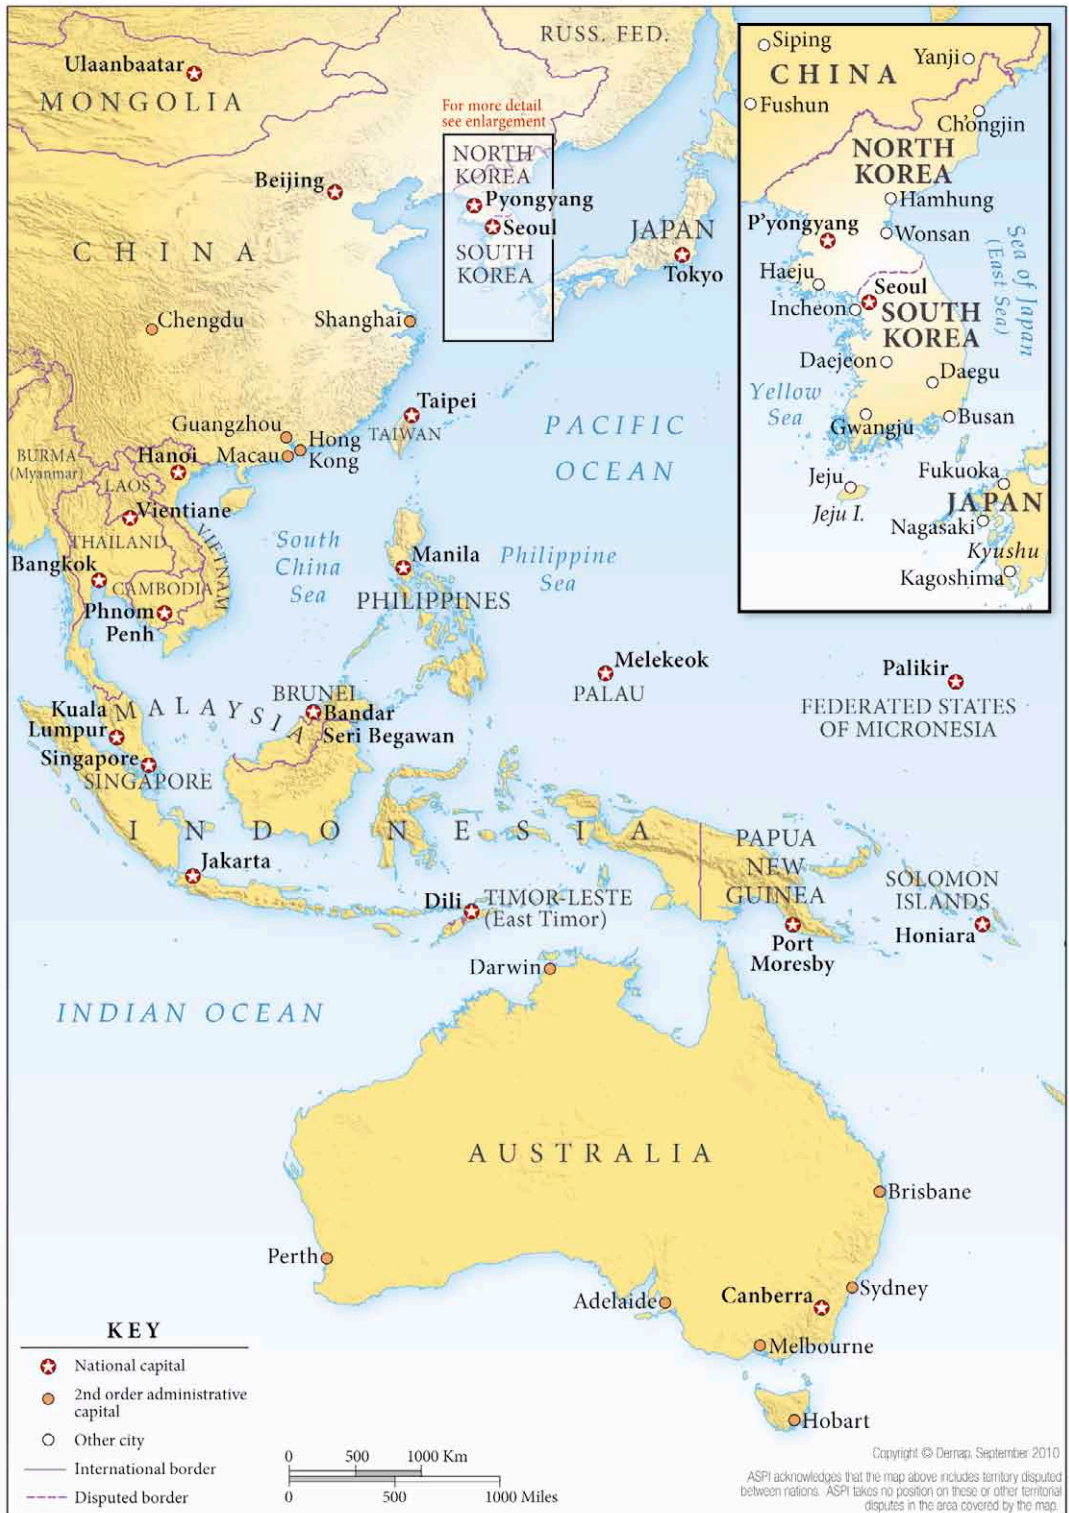 RUSS. FED.
Ulaanbaatar
MONGOLIA
For more detail
see enlargement
NORTH
KOREA
Beijing
Pyongyang
Seoul
SOUTH
KOREA
JAPAN
Tokyo
CHINA
Chengdu
Shanghai
Taipei
TAIWAN
Guangzhou
Hong
Kong
Macau
BURMA
(Myanmar)
Hanoi
LAOS
Vientiane
THAILAND
VIETNAM
Bangkok
CAMBODIA
Phnom
Penh
PACIFIC
OCEAN
South
China
Sea
Manila
Philippine
Sea
PHILIPPINES
Melekeok
PALAU
Palikir
FEDERATED STATES
OF MICRONESIA
BRUNEI
Bandar
Seri Begawan
MALAYSIA
Kuala
Lumpur
Singapore
SINGAPORE
INDONESIA
Jakarta
PAPUA
NEW
GUINEA
Port
Moresby
SOLOMON
ISLANDS
Honiara
Dili
TIMOR-LESTE
(East Timor)
Darwin
INDIAN OCEAN
AUSTRALIA
Brisbane
Perth
Adelaide
Canberra
Sydney
Melbourne
Hobart
Siping
Yanji
CHINA
Fushun
Ch'ongjin
NORTH
KOREA
Hamhung
P'yongyang
Wonsan
Sea of Japan
(East Sea)
Haeju
Seoul
Incheon
SOUTH
KOREA
Daejeon
Daegu
Yellow
Sea
Gwangju
Busan
Jeju
Jeju I.
Fukuoka
JAPAN
Nagasaki
Kyushu
Kagoshima
KEY
National capital
2nd order administrative
capital
Other city
International border
Disputed border
0 500 1000 Km
0 500 1000 Miles
Copyright © Demap, September 2010
ASPI acknowledges that the map above includes territory disputed
between nations. ASPI takes no position on these or other territorial
disputes in the area covered by the map.